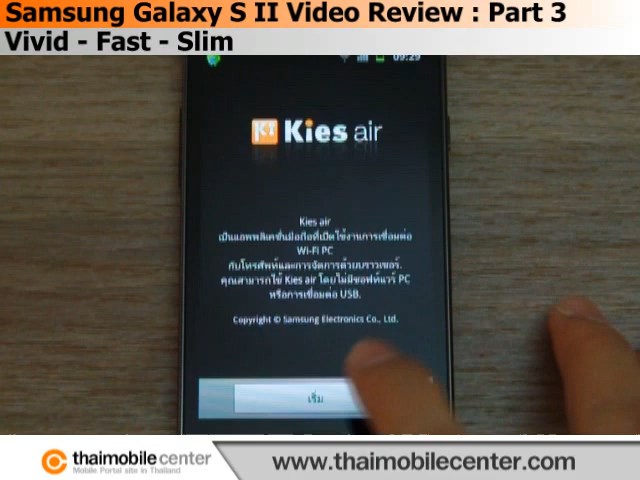 Samsung Galaxy S II Video Review : Part 3
Vivid - Fast - Slim
09:29
Kies air
Kies air
เป็นแอพพลิเคชั่นมือถือที่เปิดใช้งานการเชื่อมต่อ
Wi-Fi PC
กับโทรศัพท์และการจัดการด้วยบราวเซอร์.
คุณสามารถใช้ Kies air โดยไม่มีซอฟท์แวร์ PC
หรือการเชื่อมต่อ USB.
Copyright © Samsung Electronics Co., Ltd.
เริ่ม
thaimobilecenter
Mobile Portal site in Thailand
www.thaimobilecenter.com